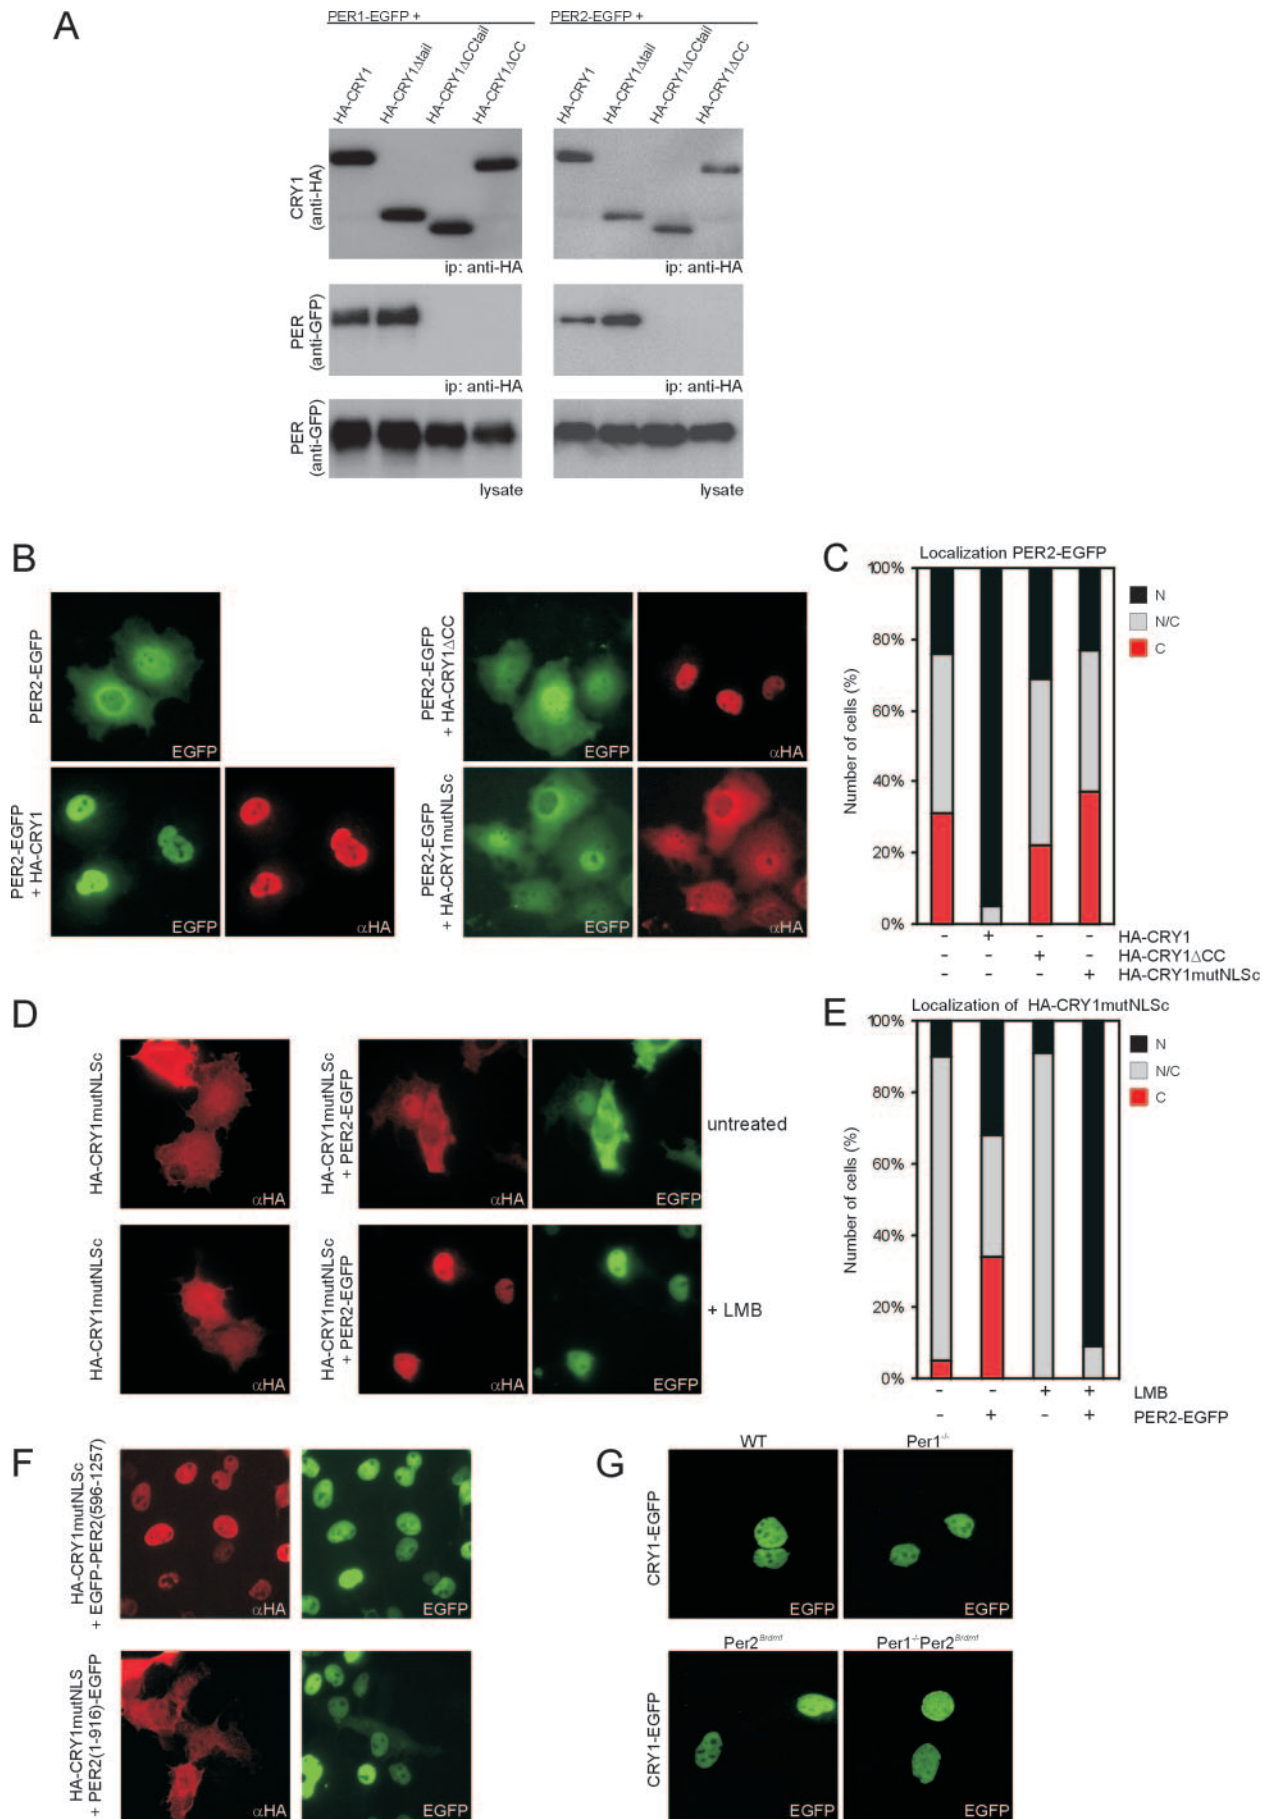 A
PER1-EGFP +
PER2-EGFP +
HA-CRY1
HA-CRY1Δtail
HA-CRY1ΔCCtail
HA-CRY1ΔCC
HA-CRY1
HA-CRY1Δtail
HA-CRY1ΔCCtail
HA-CRY1ΔCC
CRY1
(anti-HA)
ip: anti-HA
ip: anti-HA
PER
(anti-GFP)
ip: anti-HA
ip: anti-HA
PER
(anti-GFP)
lysate
lysate
B
PER2-EGFP
EGFP
PER2-EGFP
+ HA-CRY1ΔCC
EGFP
αHA
PER2-EGFP
+ HA-CRY1
EGFP
αHA
PER2-EGFP
+ HA-CRY1mutNLSc
EGFP
αHA
C
Localization PER2-EGFP
Number of cells (%)
100%
80%
60%
40%
20%
0%
N
N/C
C
- + - - HA-CRY1
- - + - HA-CRY1ΔCC
- - - + HA-CRY1mutNLSc
D
HA-CRY1mutNLSc
αHA
HA-CRY1mutNLSc
+ PER2-EGFP
αHA
EGFP
untreated
HA-CRY1mutNLSc
αHA
HA-CRY1mutNLSc
+ PER2-EGFP
αHA
EGFP
+ LMB
E
Localization of HA-CRY1mutNLSc
Number of cells (%)
100%
80%
60%
40%
20%
0%
N
N/C
C
- - + + LMB
- + - + PER2-EGFP
F
HA-CRY1mutNLSc
+ EGFP-PER2(596-1257)
αHA
EGFP
HA-CRY1mutNLS
+ PER2(1-916)-EGFP
αHA
EGFP
G
WT
Per1-/-
CRY1-EGFP
EGFP
EGFP
Per2Brdm1
Per1-/-Per2Brdm1
CRY1-EGFP
EGFP
EGFP